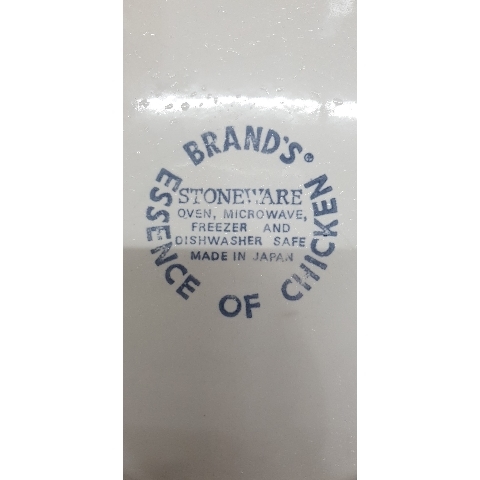 BRAND'S®
ESSENCE OF CHICKEN
STONEWARE
OVEN, MICROWAVE,
FREEZER AND
DISHWASHER SAFE
MADE IN JAPAN